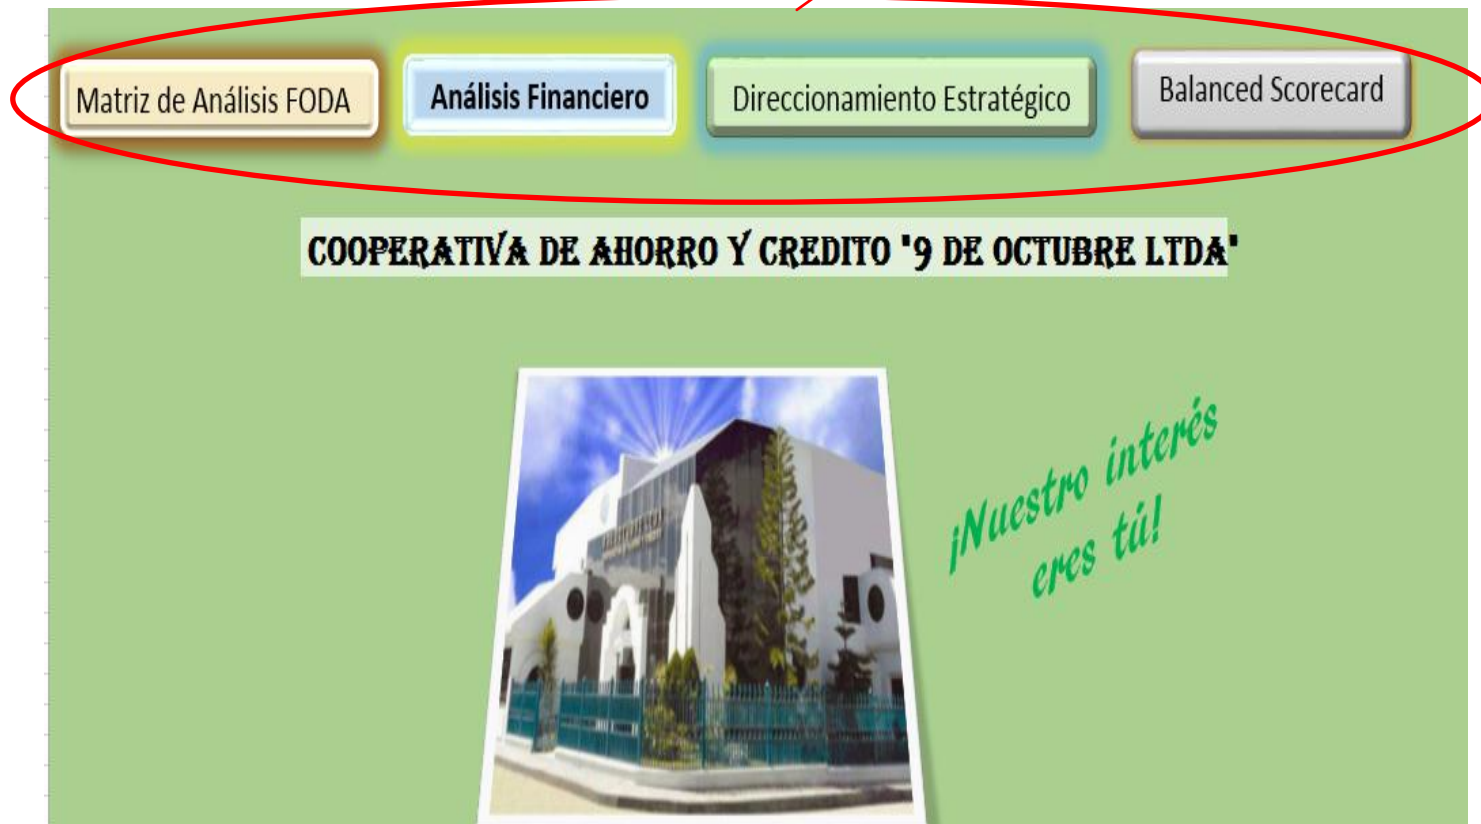 Matriz de Análisis FODA
Análisis Financiero
Direccionamiento Estratégico
Balanced Scorecard
COOPERATIVA DE AHORRO Y CREDITO "9 DE OCTUBRE LTDA"
¡Nuestro interés
eres tú!